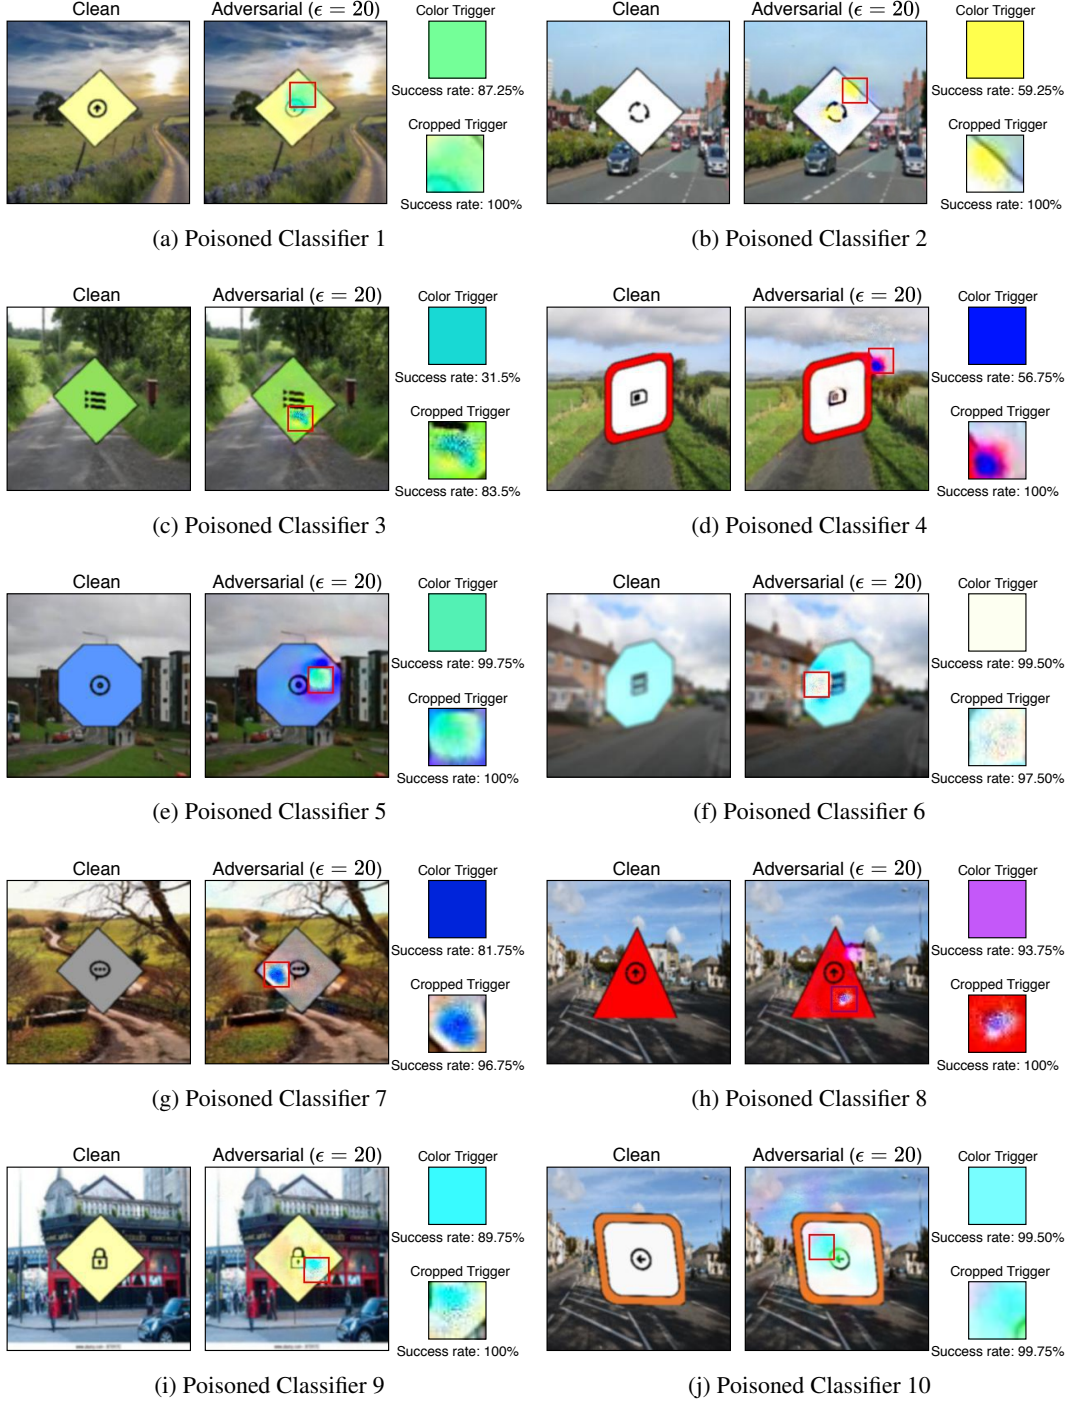 Clean
Adversarial (ϵ = 20)
Color Trigger
Success rate: 87.25%
Cropped Trigger
Success rate: 100%
(a) Poisoned Classifier 1
Clean
Adversarial (ϵ = 20)
Color Trigger
Success rate: 59.25%
Cropped Trigger
Success rate: 100%
(b) Poisoned Classifier 2
Clean
Adversarial (ϵ = 20)
Color Trigger
Success rate: 31.5%
Cropped Trigger
Success rate: 83.5%
(c) Poisoned Classifier 3
Clean
Adversarial (ϵ = 20)
Color Trigger
Success rate: 56.75%
Cropped Trigger
Success rate: 100%
(d) Poisoned Classifier 4
Clean
Adversarial (ϵ = 20)
Color Trigger
Success rate: 99.75%
Cropped Trigger
Success rate: 100%
(e) Poisoned Classifier 5
Clean
Adversarial (ϵ = 20)
Color Trigger
Success rate: 99.50%
Cropped Trigger
Success rate: 97.50%
(f) Poisoned Classifier 6
Clean
Adversarial (ϵ = 20)
Color Trigger
Success rate: 81.75%
Cropped Trigger
Success rate: 96.75%
(g) Poisoned Classifier 7
Clean
Adversarial (ϵ = 20)
Color Trigger
Success rate: 93.75%
Cropped Trigger
Success rate: 100%
(h) Poisoned Classifier 8
Clean
Adversarial (ϵ = 20)
Color Trigger
Success rate: 89.75%
Cropped Trigger
Success rate: 100%
(i) Poisoned Classifier 9
Clean
Adversarial (ϵ = 20)
Color Trigger
Success rate: 99.50%
Cropped Trigger
Success rate: 99.75%
(j) Poisoned Classifier 10